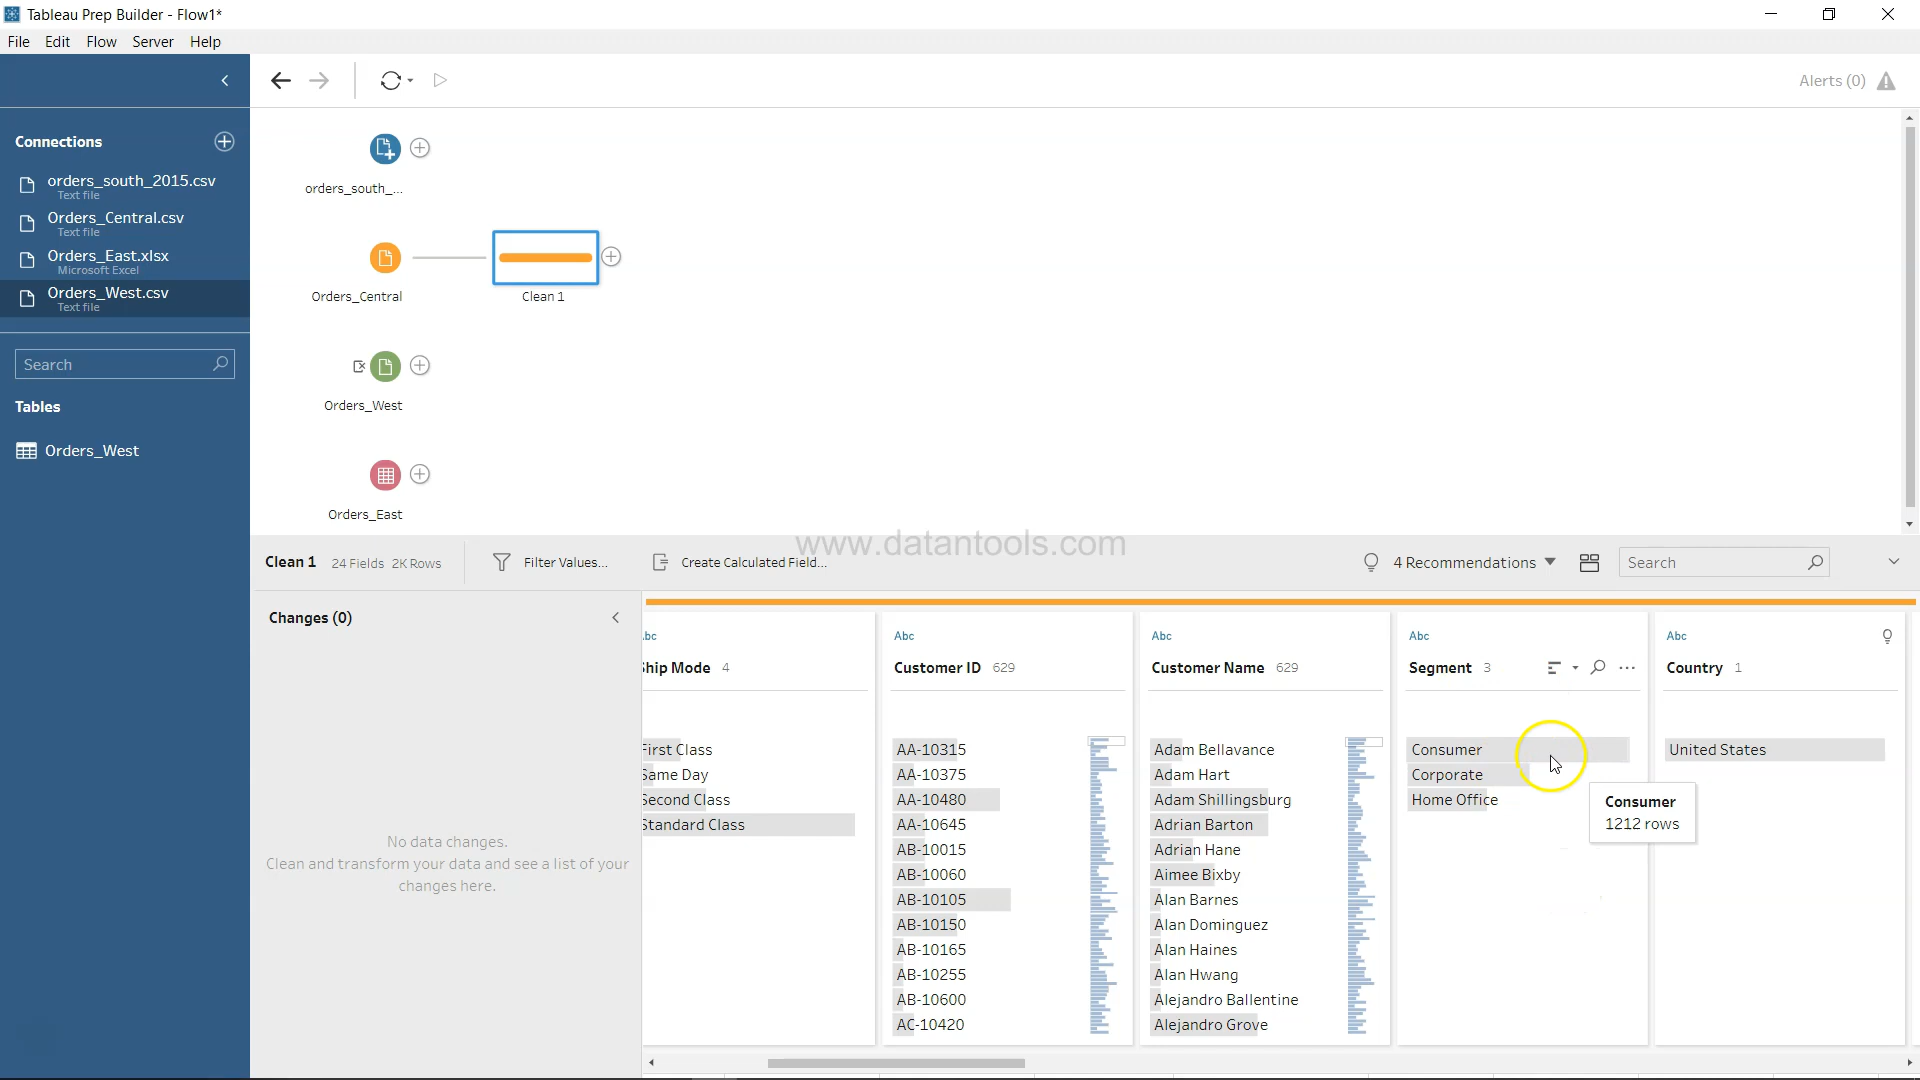 Tableau Prep Builder - Flow1*
File Edit Flow Server Help
Alerts (0)
Connections
orders_south_2015.csv
Text file
Orders_Central.csv
Text file
Orders_East.xlsx
Microsoft Excel
Orders_West.csv
Text file
Search
Tables
Orders_West
orders_south_...
Orders_Central
Clean 1
Orders_West
Orders_East
www.datantools.com
Clean 1 24 Fields 2K Rows Filter Values... Create Calculated Field... 4 Recommendations Search
Changes (0)
No data changes.
Clean and transform your data and see a list of your
changes here.
bc
Ship Mode 4
First Class
Same Day
Second Class
Standard Class
Abc
Customer ID 629
AA-10315
AA-10375
AA-10480
AA-10645
AB-10015
AB-10060
AB-10105
AB-10150
AB-10165
AB-10255
AB-10600
AC-10420
Abc
Customer Name 629
Adam Bellavance
Adam Hart
Adam Shillingsburg
Adrian Barton
Adrian Hane
Aimee Bixby
Alan Barnes
Alan Dominguez
Alan Haines
Alan Hwang
Alejandro Ballentine
Alejandro Grove
Abc
Segment 3
Consumer
Corporate
Home Office
Consumer
1212 rows
Abc
Country 1
United States